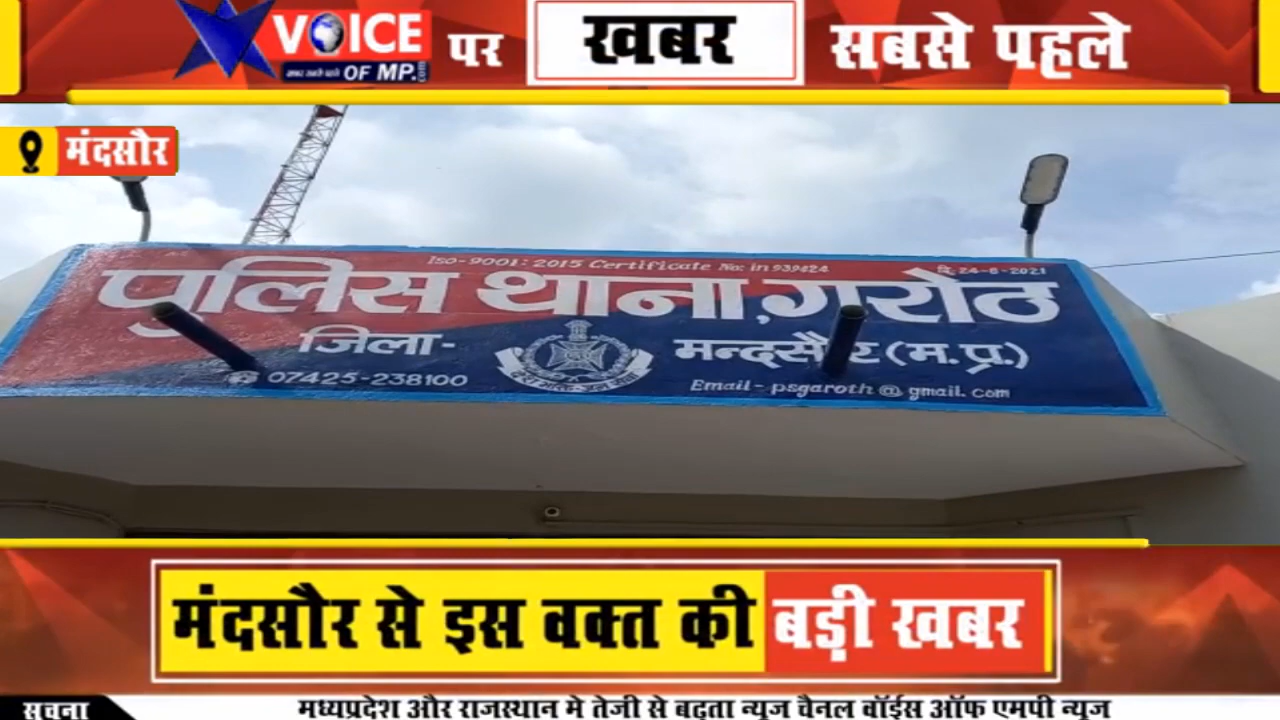 VOICE पर खबर सबसे पहले
OF MP.
मंदसौर
Iso-9001:2015 Certificate No: in 939424
दि. 24-6-2021
पुलिस थाना,गरोठ
जिला- मन्दसौर (म.प्र.)
07425-238100
Email- psgaroth@gmail.com
मंदसौर से इस वक्त की बड़ी खबर
सूचना
मध्यप्रदेश और राजस्थान मे तेजी से बढता न्यूज चैनल वॉईस ऑफ एमपी न्यूज